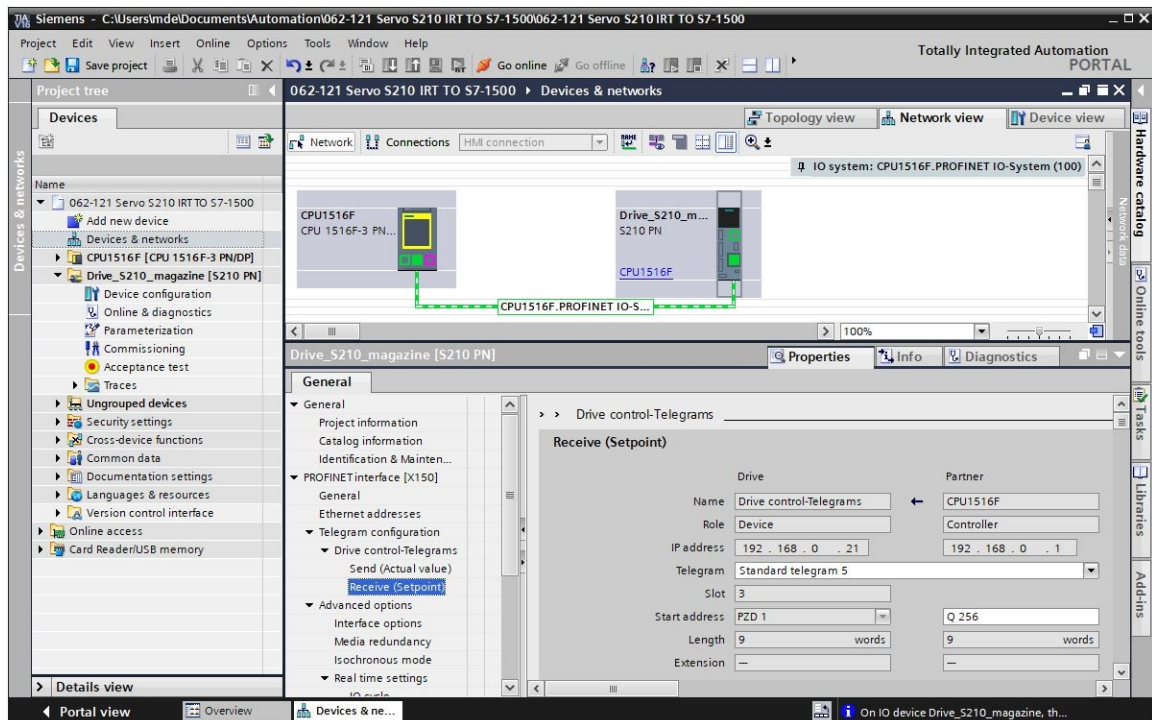 Siemens - C:\Users\mde\Documents\Automation\062-121 Servo S210 IRT TO S7-1500\062-121 Servo S210 IRT TO S7-1500
Project Edit View Insert Online Options Tools Window Help
Totally Integrated Automation
PORTAL
Save project Go online Go offline
Project tree
062-121 Servo S210 IRT TO S7-1500 Devices & networks
Devices
Topology view Network view Device view
Network Connections HMI connection
IO system: CPU1516F.PROFINET IO-System (100)
Name
062-121 Servo S210 IRT TO S7-1500
Add new device
Devices & networks
CPU1516F [CPU 1516F-3 PN/DP]
Drive_S210_magazine [S210 PN]
Device configuration
Online & diagnostics
Parameterization
Commissioning
Acceptance test
Traces
Ungrouped devices
Security settings
Cross-device functions
Common data
Documentation settings
Languages & resources
Version control interface
Online access
Card Reader/USB memory
CPU1516F
CPU 1516F-3 PN...
Drive_S210_m...
S210 PN
CPU1516F
CPU1516F.PROFINET IO-S...
100%
Drive_S210_magazine [S210 PN]
Properties Info Diagnostics
General
General
Project information
Catalog information
Identification & Mainten...
PROFINET interface [X150]
General
Ethernet addresses
Telegram configuration
Drive control-Telegrams
Send (Actual value)
Receive (Setpoint)
Advanced options
Interface options
Media redundancy
Isochronous mode
Real time settings
IO cycle
> > Drive control-Telegrams
Receive (Setpoint)
Drive Partner
Name Drive control-Telegrams CPU1516F
Role Device Controller
IP address 192 . 168 . 0 . 21 192 . 168 . 0 . 1
Telegram Standard telegram 5
Slot 3
Start address PZD 1 Q 256
Length 9 words 9 words
Extension — —
Details view
Portal view Overview Devices & ne...
On IO device Drive_S210_magazine, th...
Devices & networks
Network data
Hardware catalog
Online tools
Tasks
Libraries
Add-ins